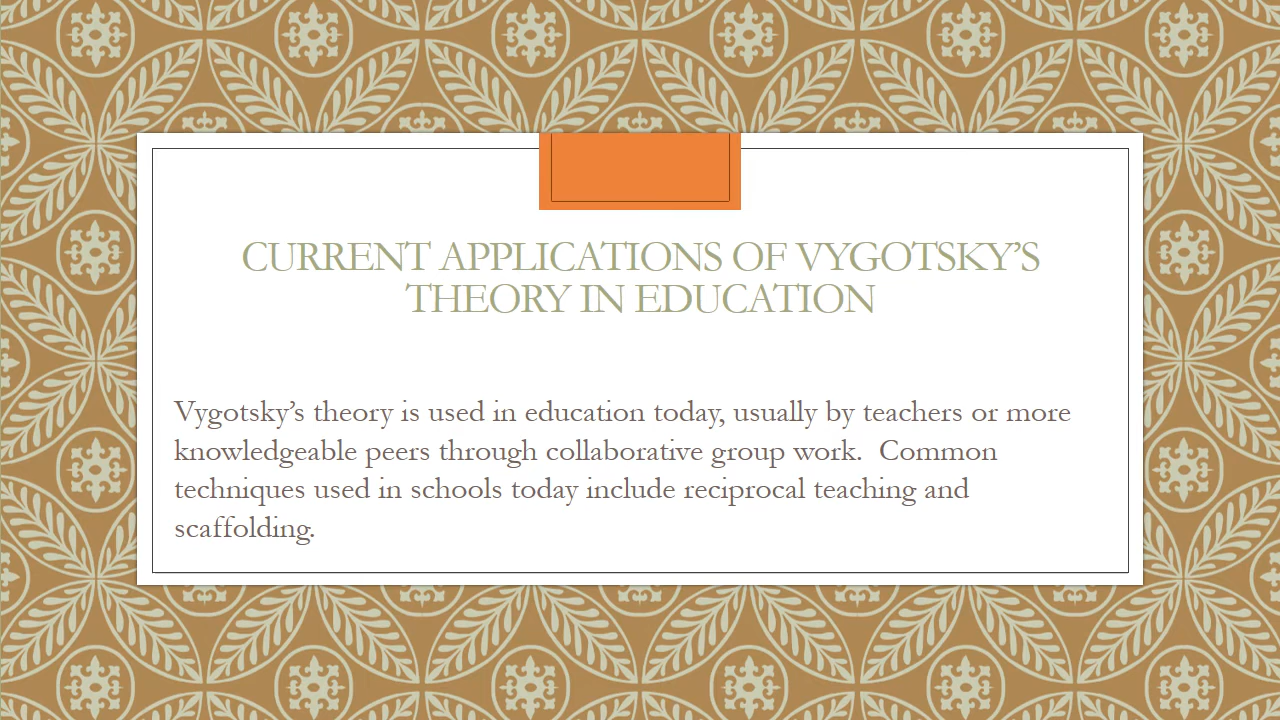 CURRENT APPLICATIONS OF VYGOTSKY’S
THEORY IN EDUCATION
Vygotsky’s theory is used in education today, usually by teachers or more
knowledgeable peers through collaborative group work.  Common
techniques used in schools today include reciprocal teaching and
scaffolding.